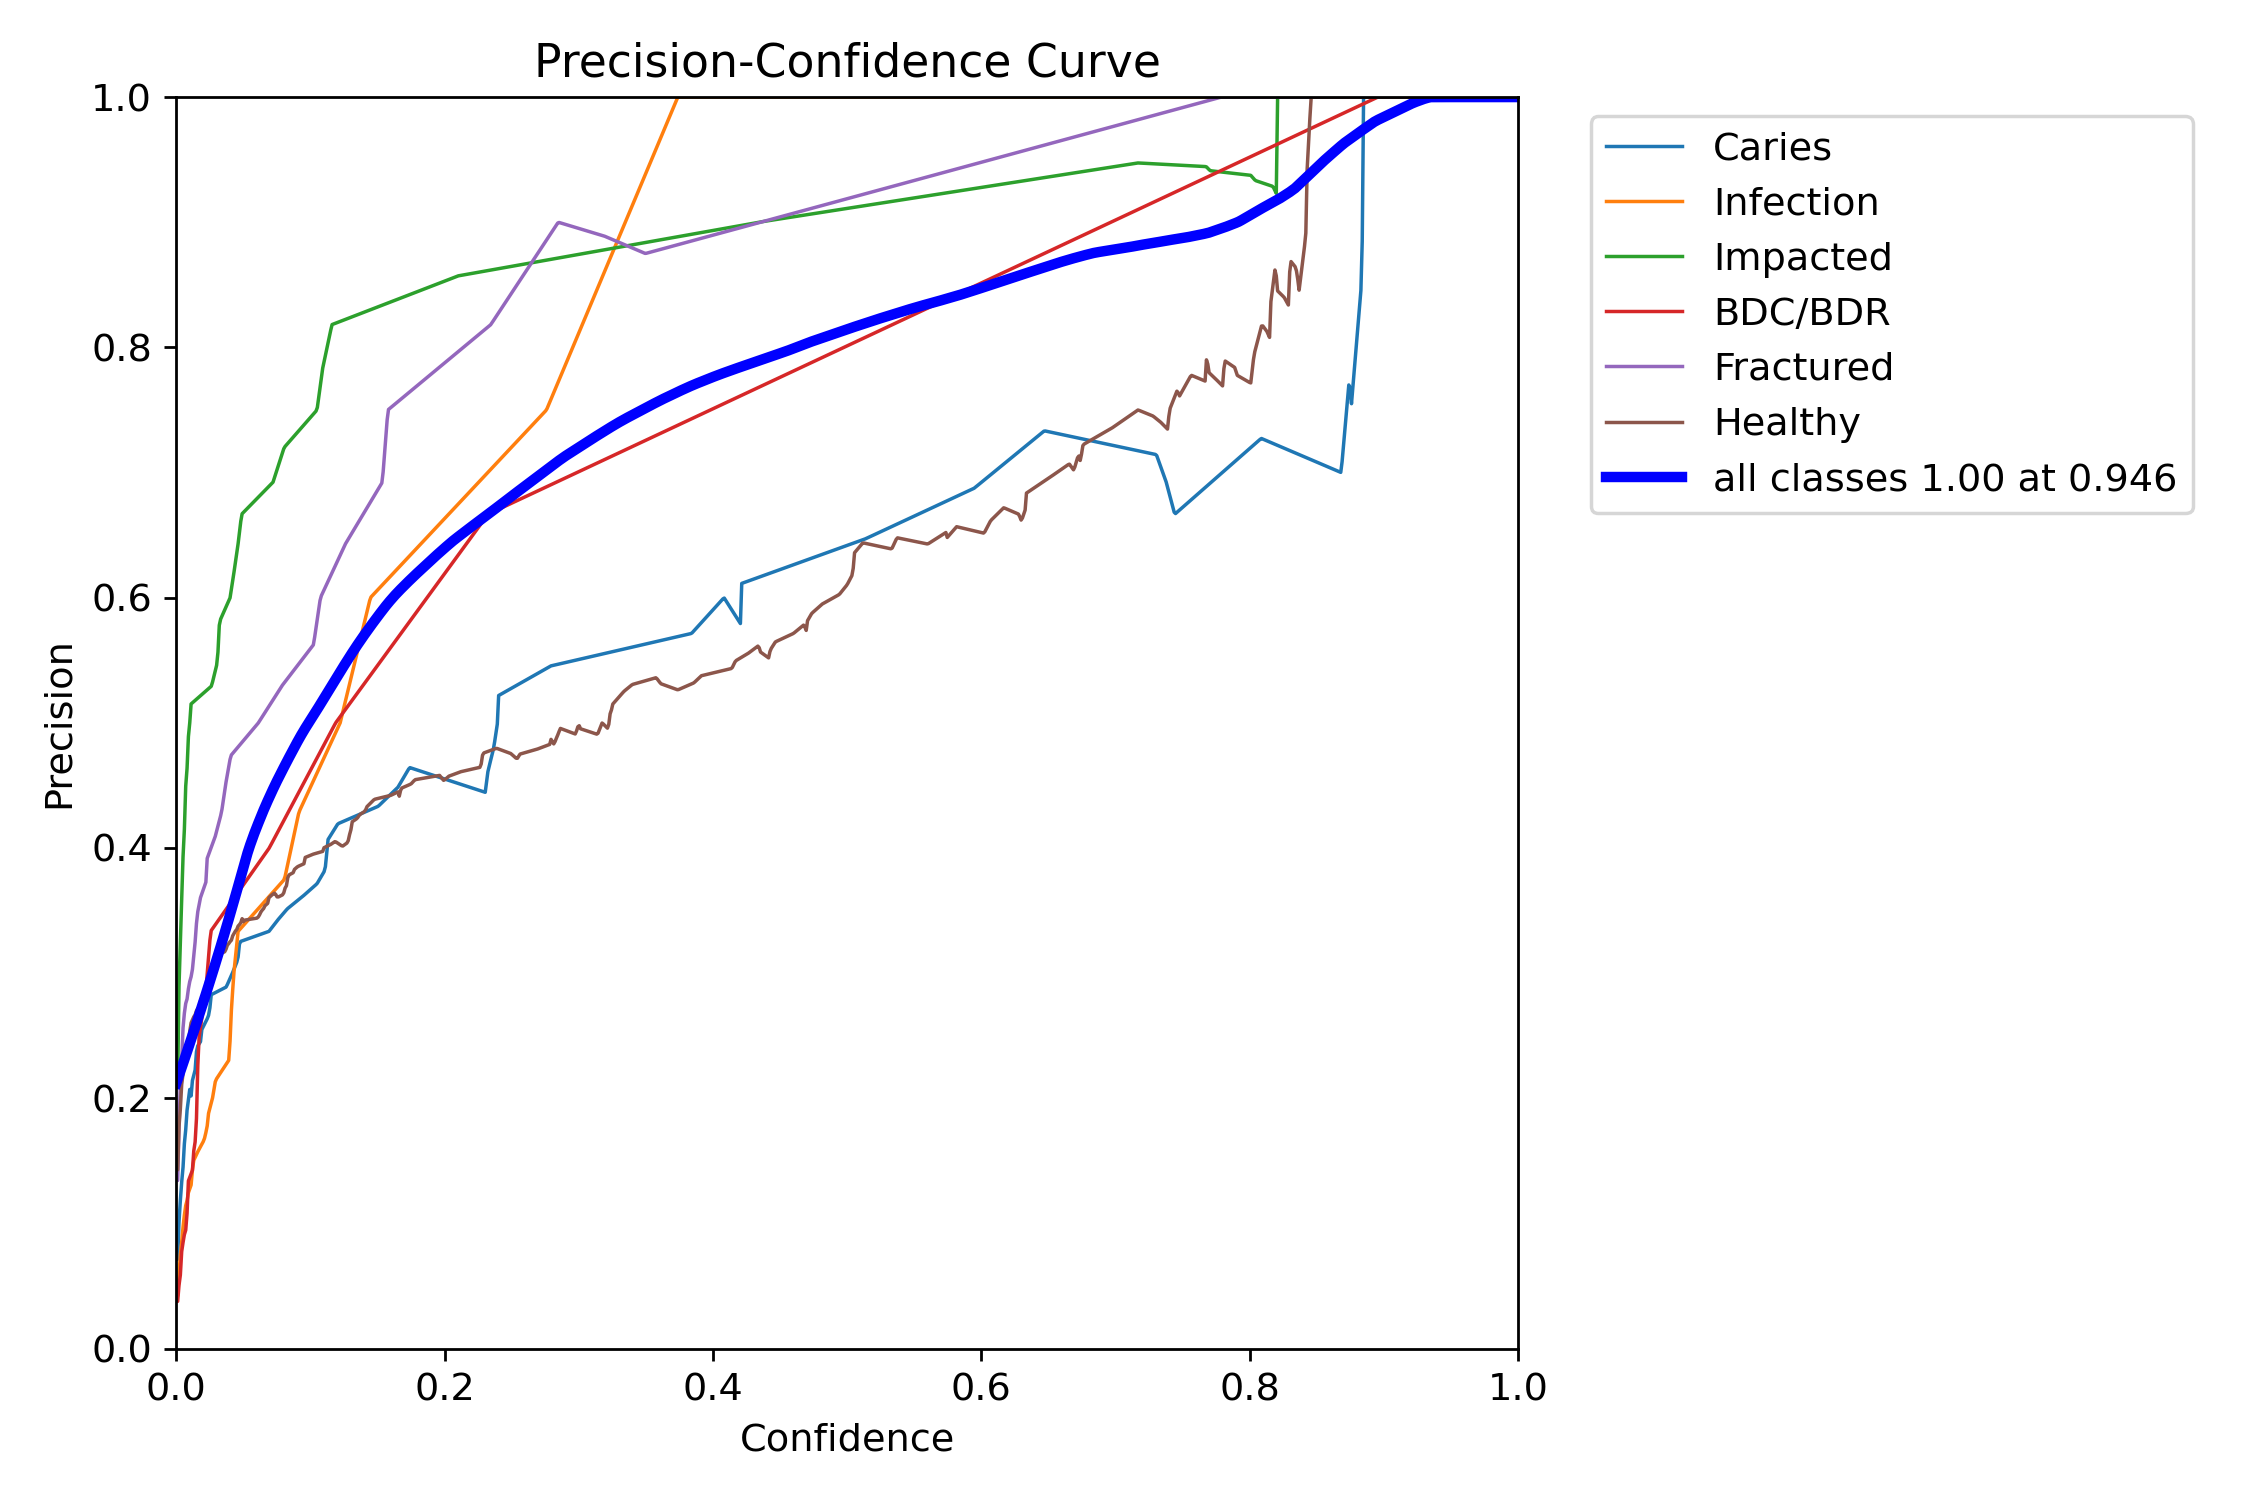 Precision-Confidence Curve
1.0
0.8
0.6
0.4
0.2
0.0
Precision
0.0 0.2 0.4 0.6 0.8 1.0
Confidence
Caries
Infection
Impacted
BDC/BDR
Fractured
Healthy
all classes 1.00 at 0.946